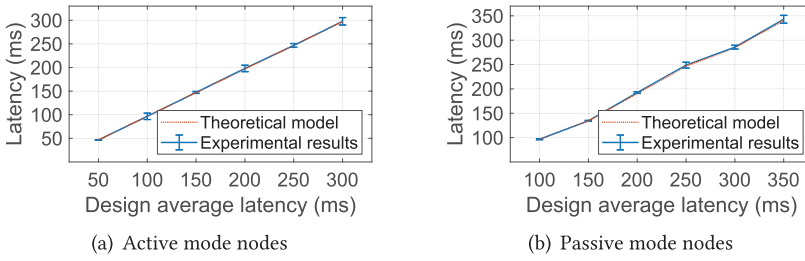 Latency (ms)
300
250
200
150
100
50
Theoretical model
Experimental results
50 100 150 200 250 300
Design average latency (ms)
(a) Active mode nodes
Latency (ms)
350
300
250
200
150
100
Theoretical model
Experimental results
100 150 200 250 300 350
Design average latency (ms)
(b) Passive mode nodes